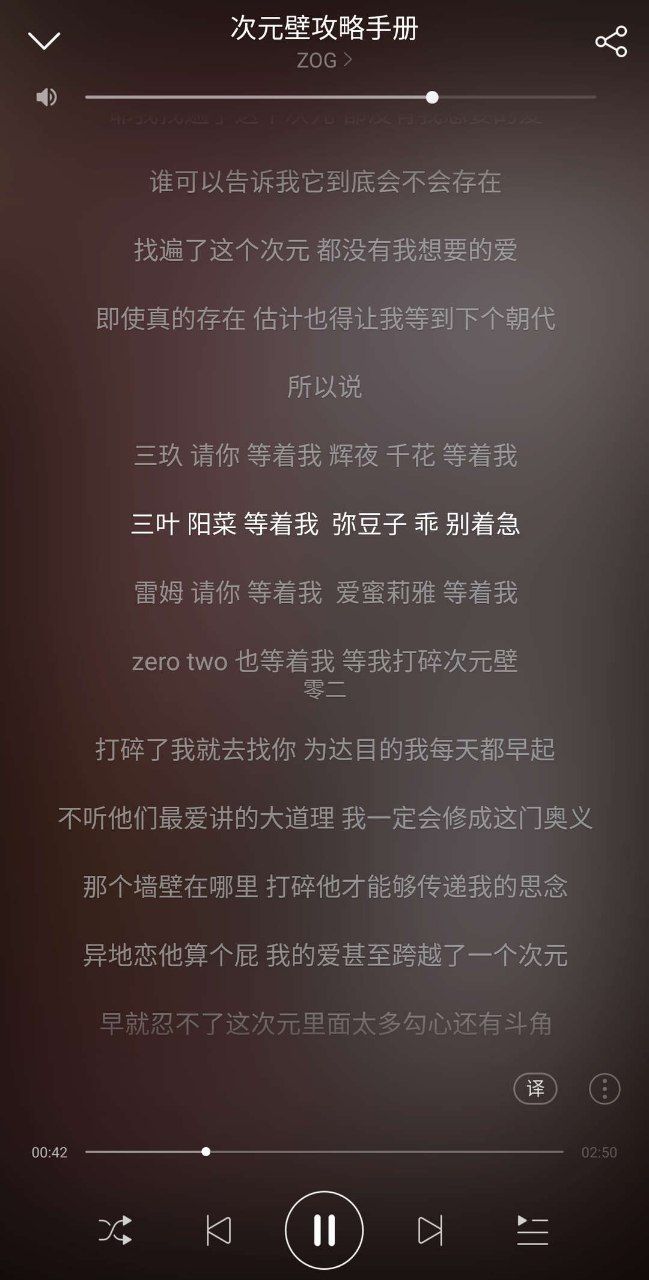 次元壁攻略手册
ZOG
谁可以告诉我它到底会不会存在
找遍了这个次元 都没有我想要的爱
即使真的存在 估计也得让我等到下个朝代
所以说
三玖 请你 等着我 辉夜 千花 等着我
三叶 阳菜 等着我 弥豆子 乖 别着急
雷姆 请你 等着我 爱蜜莉雅 等着我
zero two 也等着我 等我打碎次元壁
零二
打碎了我就去找你 为达目的我每天都早起
不听他们最爱讲的大道理 我一定会修成这门奥义
那个墙壁在哪里 打碎他才能够传递我的思念
异地恋他算个屁 我的爱甚至跨越了一个次元
早就忍不了这次元里面太多勾心还有斗角
译
00:42
02:50